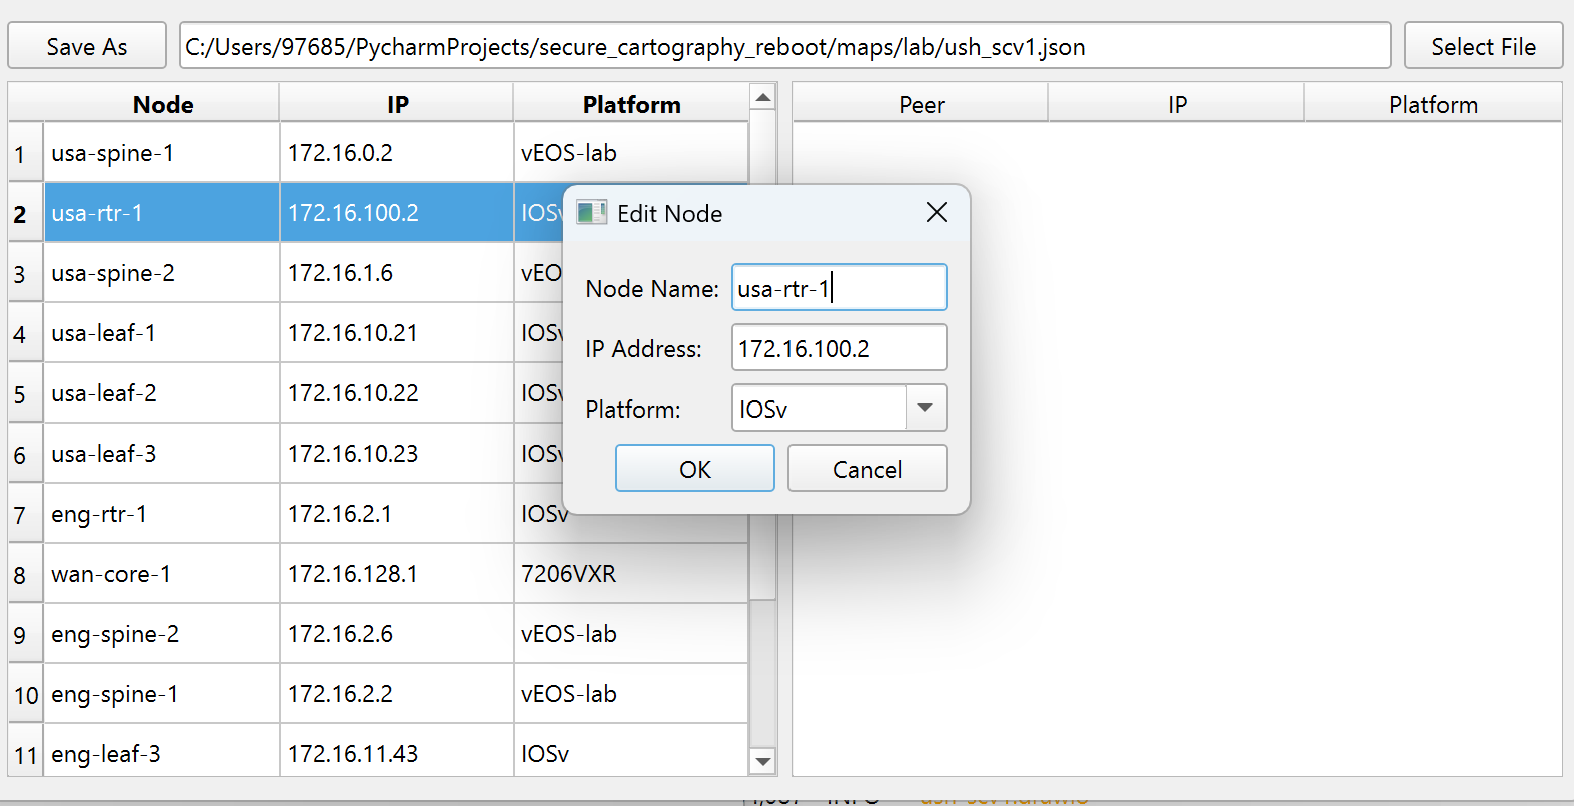 Save As C:/Users/97685/PycharmProjects/secure_cartography_reboot/maps/lab/ush_scv1.json Select File
Node IP Platform
1 usa-spine-1 172.16.0.2 vEOS-lab
2 usa-rtr-1 172.16.100.2 IOSv
3 usa-spine-2 172.16.1.6 vEO
4 usa-leaf-1 172.16.10.21 IOSv
5 usa-leaf-2 172.16.10.22 IOSv
6 usa-leaf-3 172.16.10.23 IOSv
7 eng-rtr-1 172.16.2.1 IOSv
8 wan-core-1 172.16.128.1 7206VXR
9 eng-spine-2 172.16.2.6 vEOS-lab
10 eng-spine-1 172.16.2.2 vEOS-lab
11 eng-leaf-3 172.16.11.43 IOSv
Peer IP Platform
Edit Node
Node Name: usa-rtr-1
IP Address: 172.16.100.2
Platform: IOSv
OK Cancel